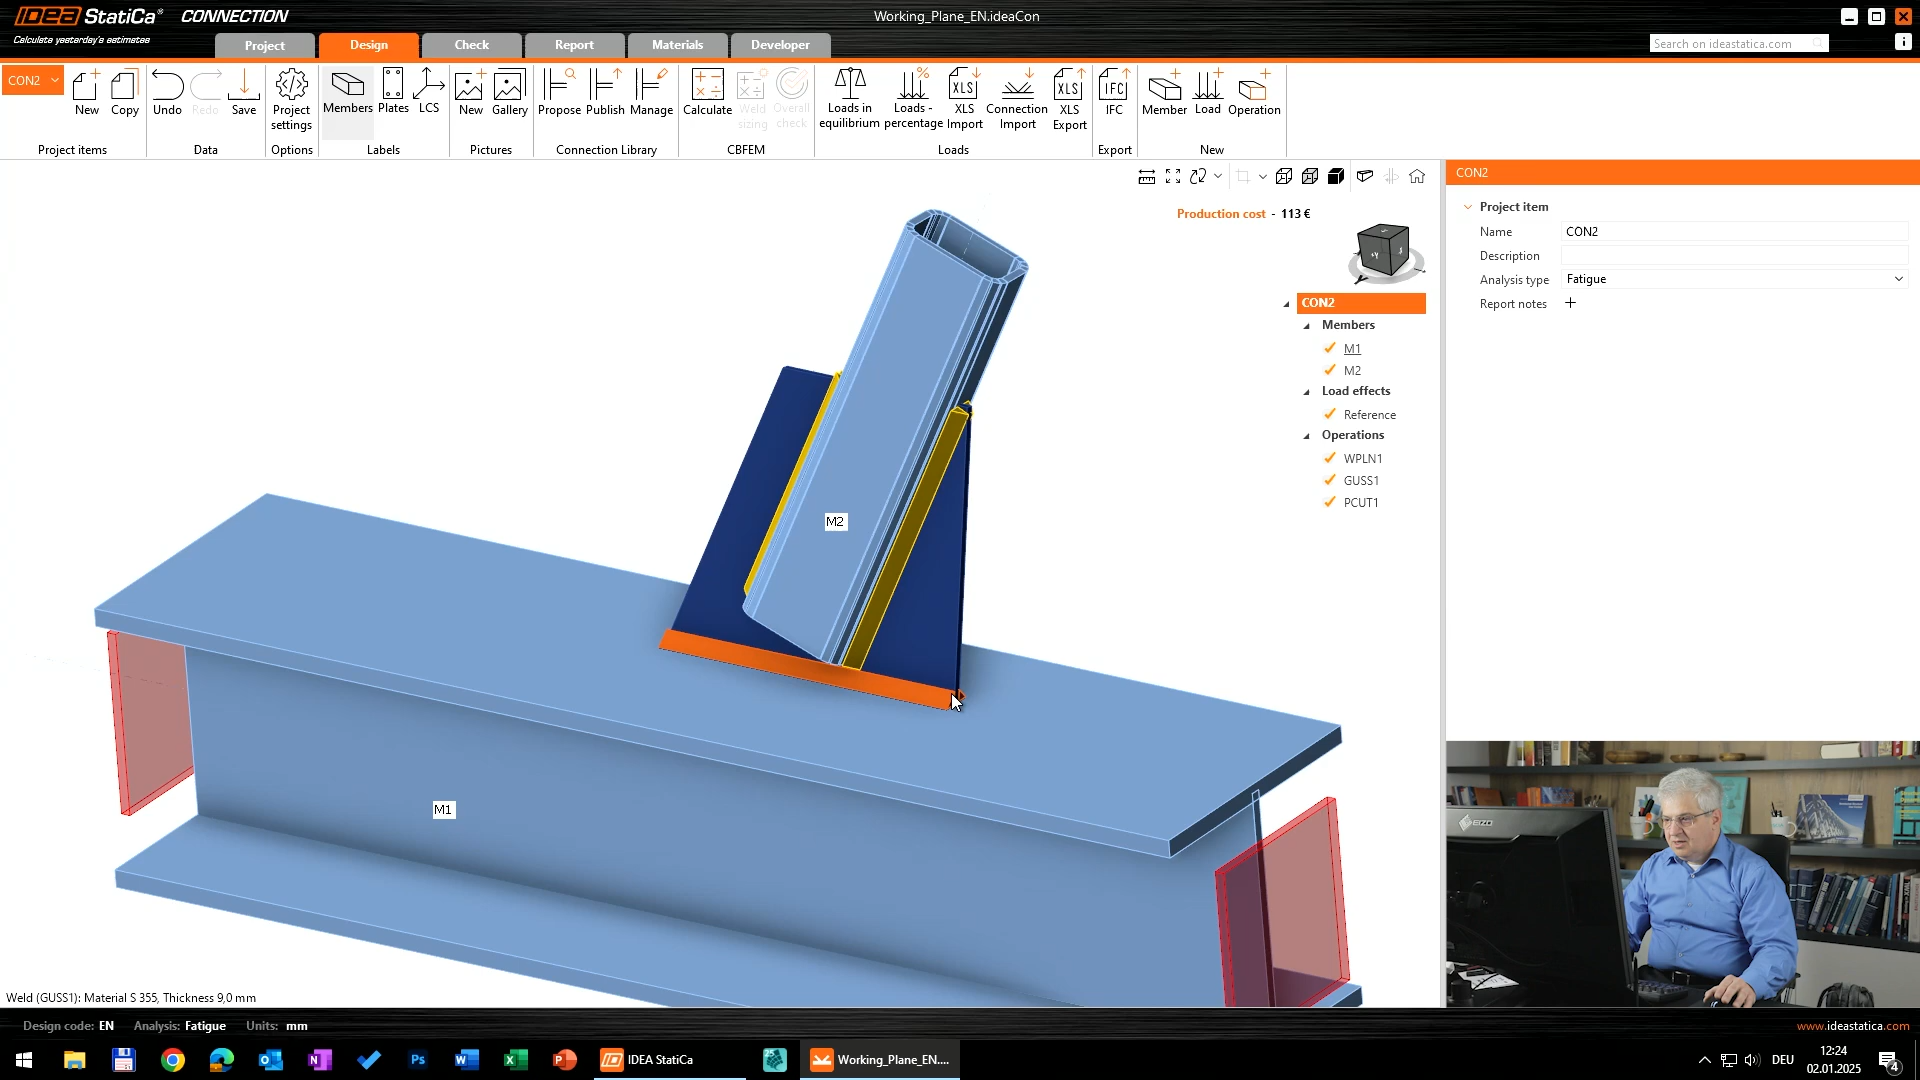 IDEA StatiCa® CONNECTION
Calculate yesterday's estimates
Working_Plane_EN.ideaCon
Project
Design
Check
Report
Materials
Developer
Search on ideastatica.com
CON2
New
Copy
Undo
Redo
Save
Project settings
Members
Plates
LCS
New
Gallery
Propose
Publish
Manage
Calculate
Weld sizing
Overall check
Loads in equilibrium
Loads - percentage
XLS Import
Connection Import
XLS Export
IFC
Member
Load
Operation
Project items
Data
Options
Labels
Pictures
Connection Library
CBFEM
Loads
Export
New
Production cost - 113 €
CON2
Members
M1
M2
Load effects
Reference
Operations
WPLN1
GUSS1
PCUT1
CON2
Project item
Name CON2
Description
Analysis type Fatigue
Report notes
M2
M1
EIZO
Weld (GUSS1): Material S 355, Thickness 9,0 mm
Design code: EN Analysis: Fatigue Units: mm
www.ideastatica.com
IDEA StatiCa
Working_Plane_EN....
DEU
12:24
02.01.2025
4